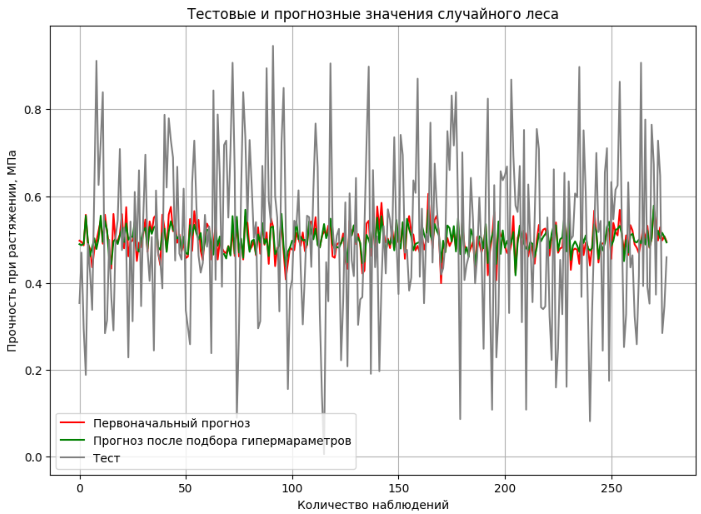 Тестовые и прогнозные значения случайного леса
Прочность при растяжении, МПа
0.8
0.6
0.4
0.2
0.0
Первоначальный прогноз
Прогноз после подбора гипермараметров
Тест
0
50
100
150
200
250
Количество наблюдений